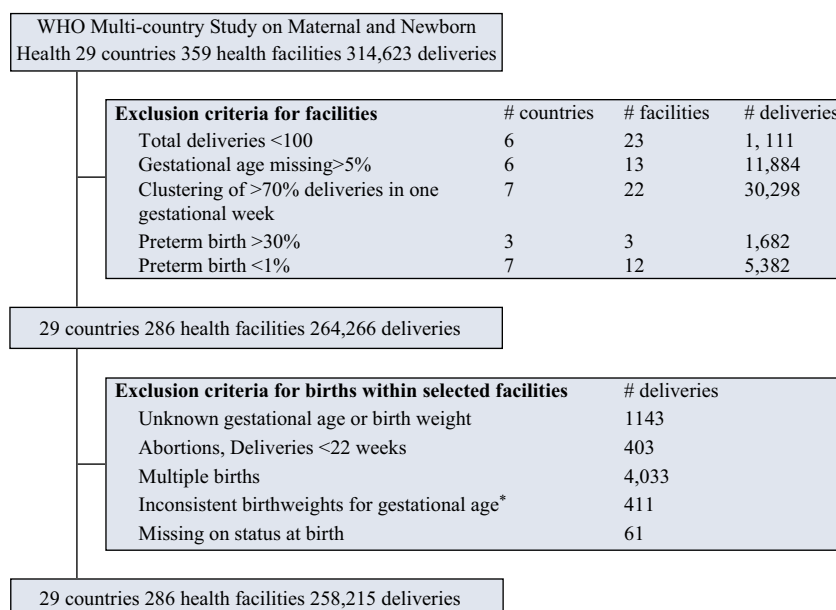 WHO Multi-country Study on Maternal and Newborn
Health 29 countries 359 health facilities 314,623 deliveries
Exclusion criteria for facilities # countries # facilities # deliveries
Total deliveries <100 6 23 1, 111
Gestational age missing>5% 6 13 11,884
Clustering of >70% deliveries in one 7 22 30,298
gestational week
Preterm birth >30% 3 3 1,682
Preterm birth <1% 7 12 5,382
29 countries 286 health facilities 264,266 deliveries
Exclusion criteria for births within selected facilities # deliveries
Unknown gestational age or birth weight 1143
Abortions, Deliveries <22 weeks 403
Multiple births 4,033
Inconsistent birthweights for gestational age* 411
Missing on status at birth 61
29 countries 286 health facilities 258,215 deliveries